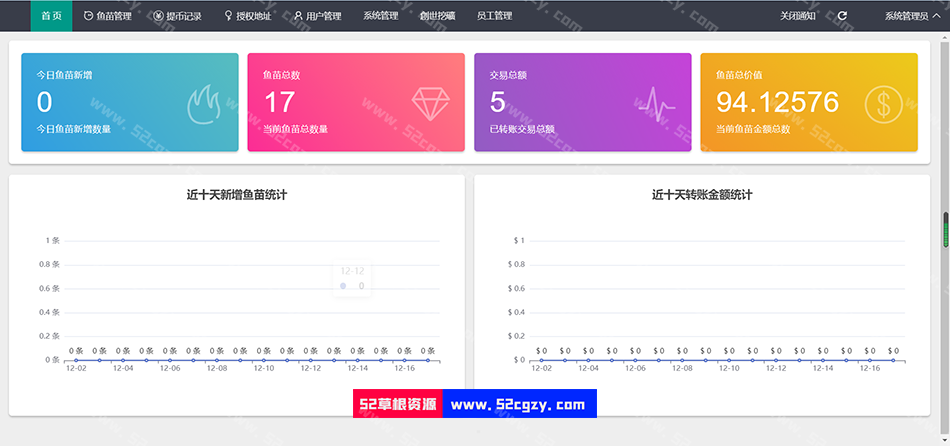 首 页 鱼苗管理 提币记录 授权地址 用户管理 系统管理 创世挖礦 员工管理 关闭通知 系统管理员
今日鱼苗新增 鱼苗总数 交易总额 鱼苗总价值
0 17 5 94.12576
今日鱼苗新增数量 当前鱼苗总数量 已转账交易总额 当前鱼苗金额总数
近十天新增鱼苗统计
1 条
0.8 条
0.6 条
0.4 条
0.2 条
0 条
12-12
0
0 条 0 条 0 条 0 条 0 条 0 条 0 条 0 条 0 条 0 条 0 条 0 条 0 条 0 条 0 条 0 条
12-02 12-04 12-06 12-08 12-10 12-12 12-14 12-16
近十天转账金额统计
$ 1
$ 0.8
$ 0.6
$ 0.4
$ 0.2
$ 0
$ 0 $ 0 $ 0 $ 0 $ 0 $ 0 $ 0 $ 0 $ 0 $ 0 $ 0 $ 0 $ 0 $ 0 $ 0 $ 0
12-02 12-04 12-06 12-08 12-10 12-12 12-14 12-16
52草根资源 www.52cgzy.com